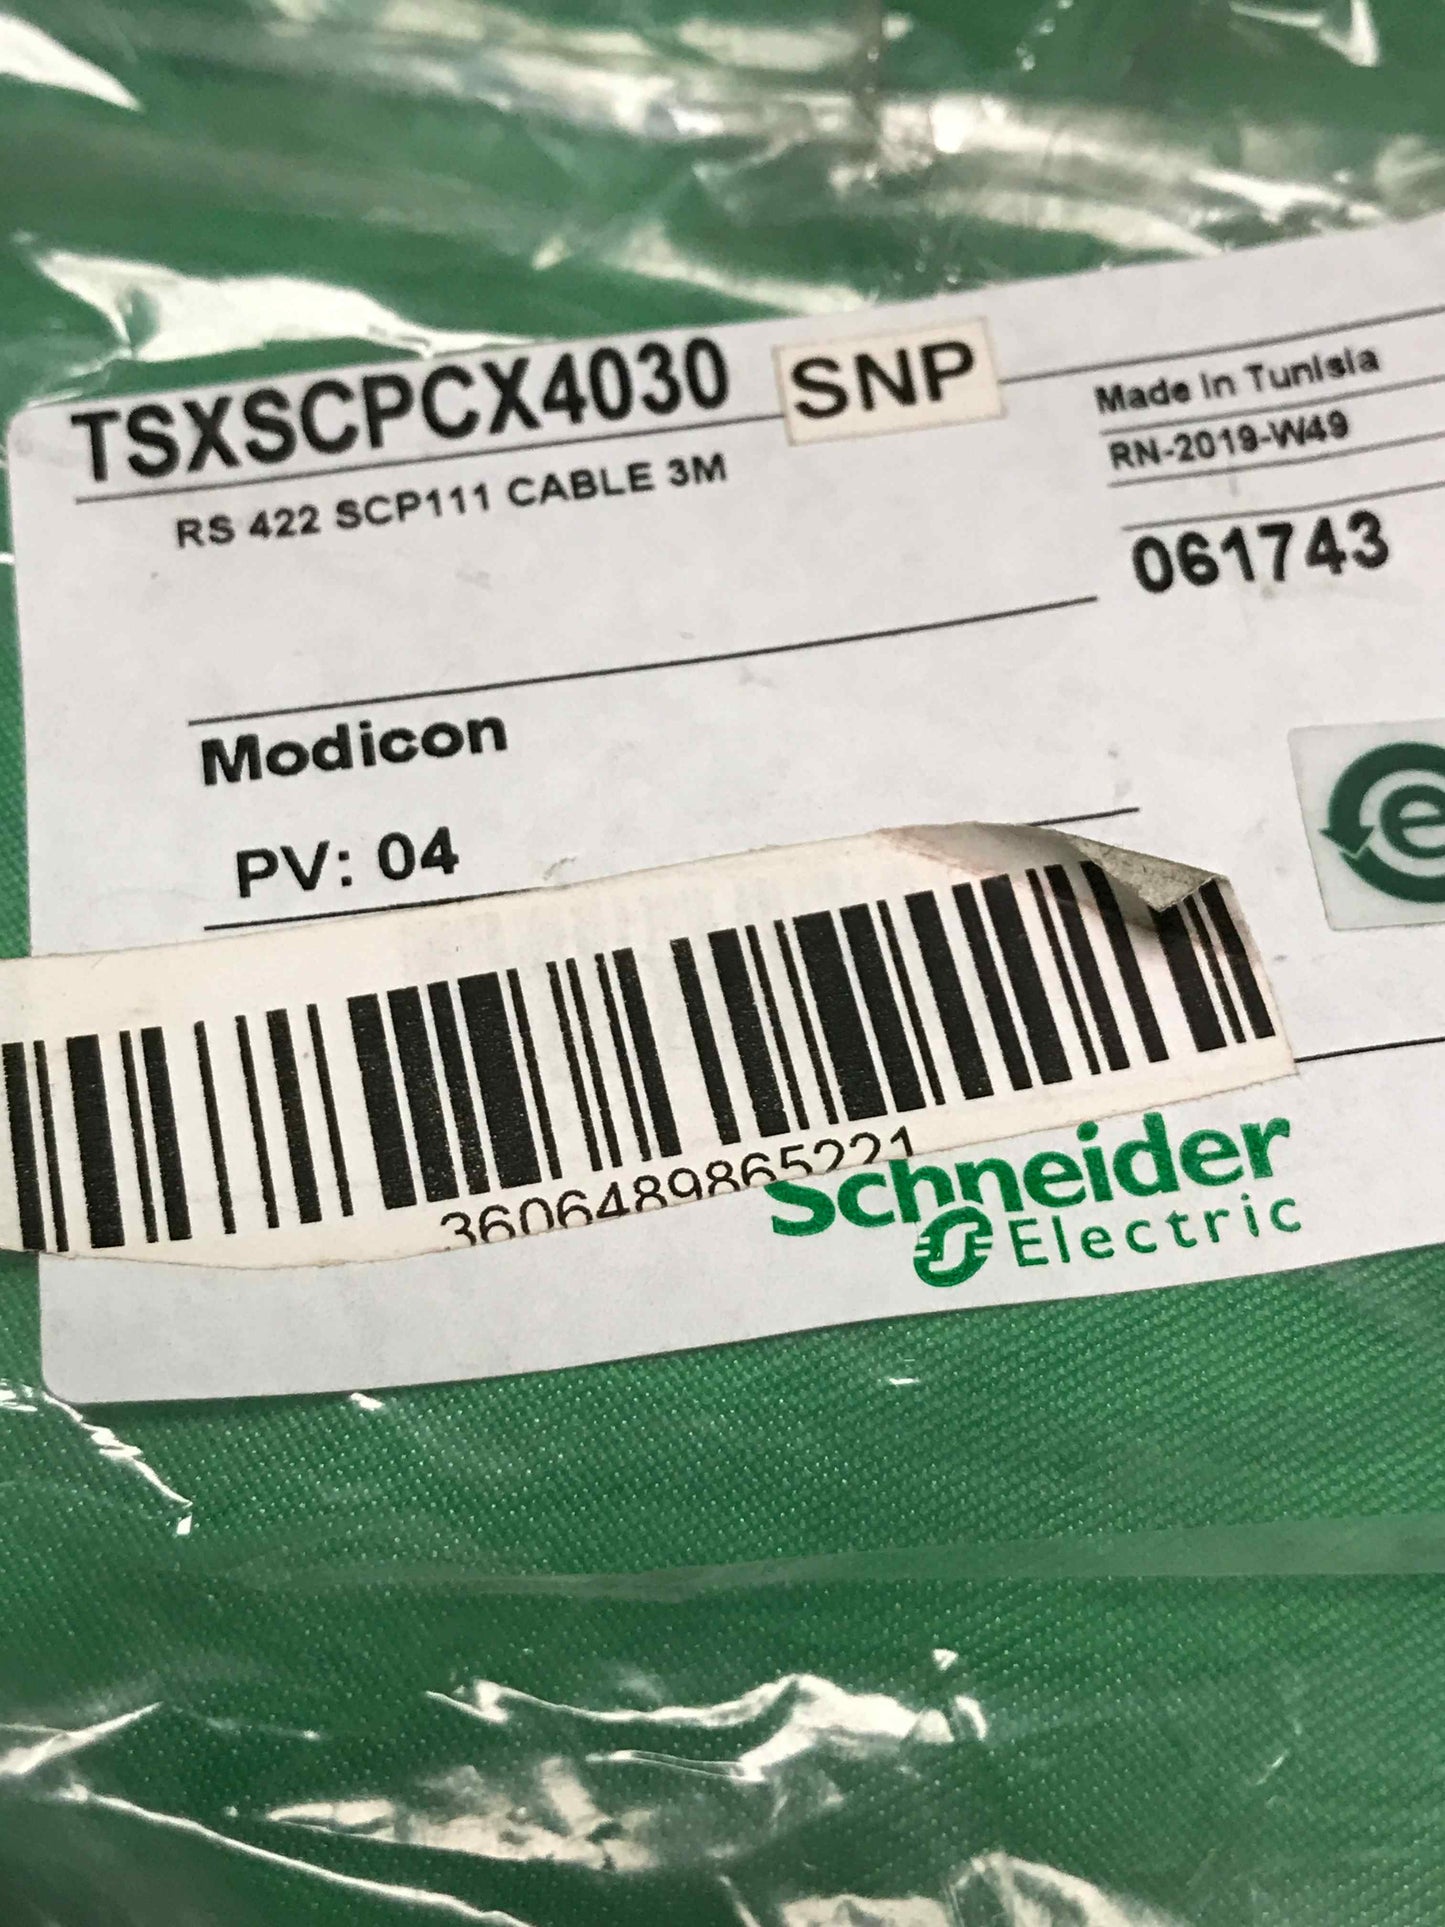 TSXSCPCX4030 SNP
RS 422 SCP111 CABLE 3M
Made in Tunisia
RN-2019-W49
061743
Modicon
PV: 04
3606489865221
Schneider
Electric
e